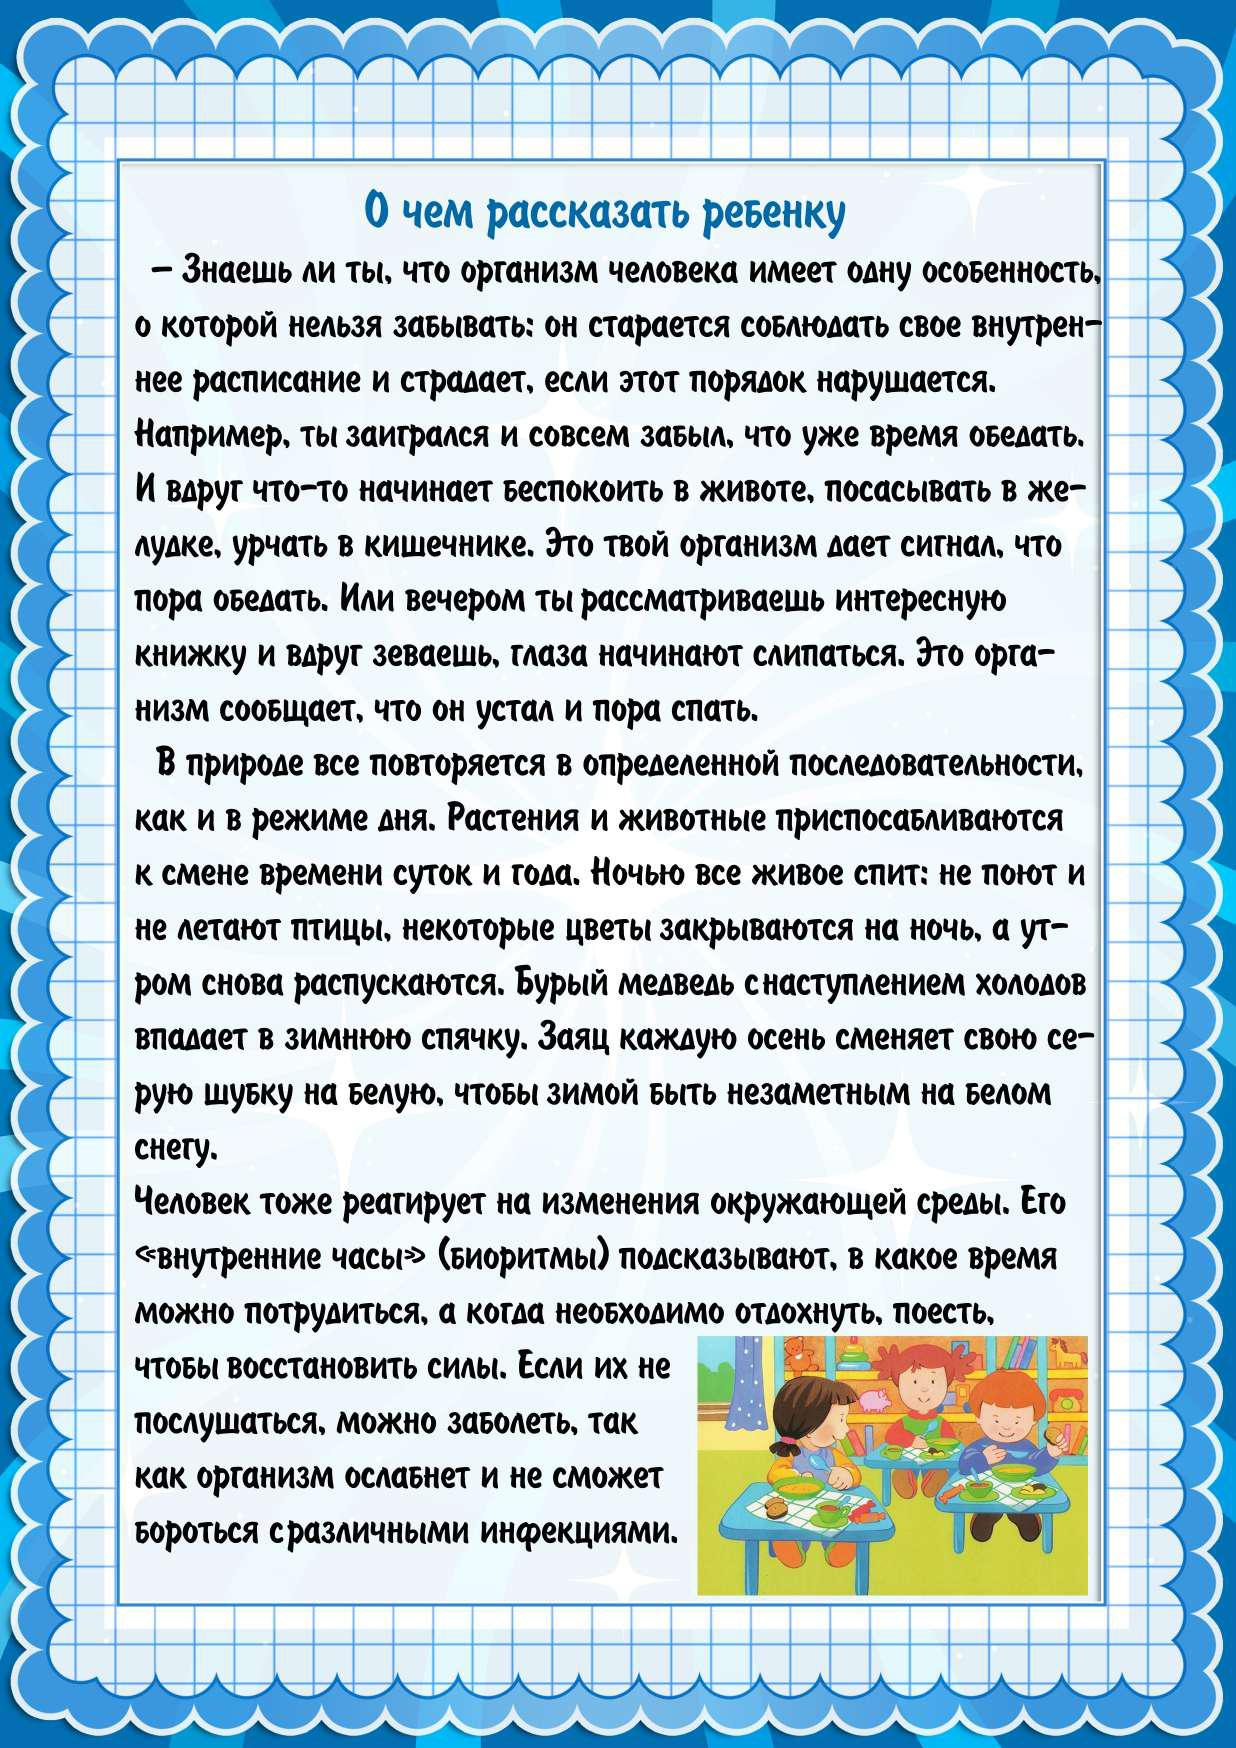 О чем рассказать ребенку
– Знаешь ли ты, что организм человека имеет одну особенность,
о которой нельзя забывать: он старается соблюдать свое внутрен-
нее расписание и страдает, если этот порядок нарушается.
Например, ты заигрался и совсем забыл, что уже время обедать.
И вдруг что-то начинает беспокоить в животе, посасывать в же-
лудке, урчать в кишечнике. Это твой организм дает сигнал, что
пора обедать. Или вечером ты рассматриваешь интересную
книжку и вдруг зеваешь, глаза начинают слипаться. Это орга-
низм сообщает, что он устал и пора спать.
В природе все повторяется в определенной последовательности,
как и в режиме дня. Растения и животные приспосабливаются
к смене времени суток и года. Ночью все живое спит: не поют и
не летают птицы, некоторые цветы закрываются на ночь, а ут-
ром снова распускаются. Бурый медведь с наступлением холодов
впадает в зимнюю спячку. Заяц каждую осень сменяет свою се-
рую шубку на белую, чтобы зимой быть незаметным на белом
снегу.
Человек тоже реагирует на изменения окружающей среды. Его
«внутренние часы» (биоритмы) подсказывают, в какое время
можно потрудиться, а когда необходимо отдохнуть, поесть,
чтобы восстановить силы. Если их не
послушаться, можно заболеть, так
как организм ослабнет и не сможет
бороться с различными инфекциями.